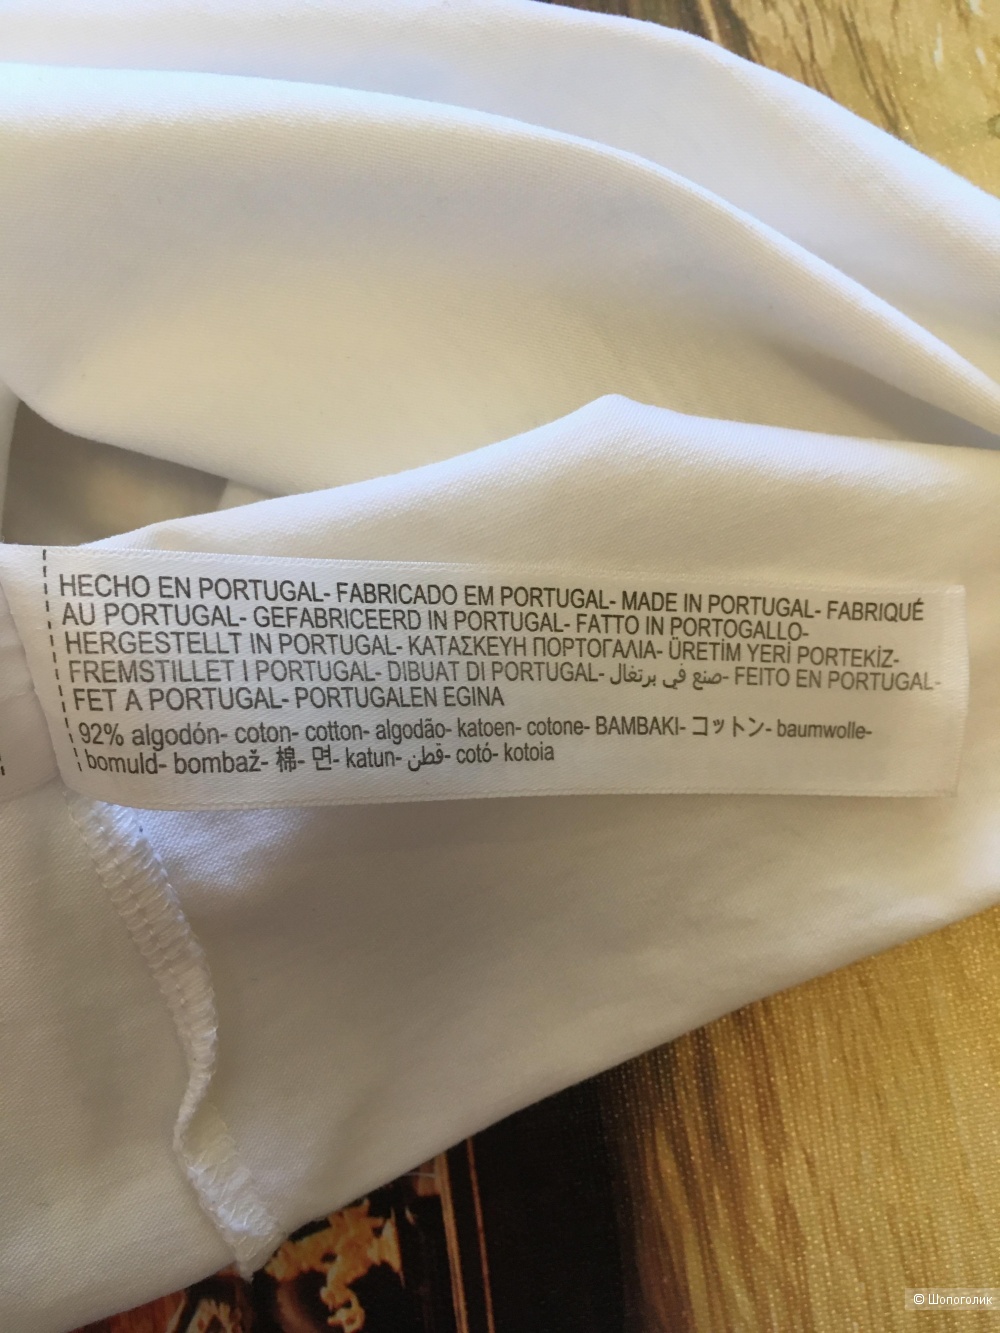 HECHO EN PORTUGAL- FABRICADO EM PORTUGAL- MADE IN PORTUGAL- FABRIQUÉ
AU PORTUGAL- GEFABRICEERD IN PORTUGAL- FATTO IN PORTOGALLO-
HERGESTELLT IN PORTUGAL- ΚΑΤΑΣΚΕΥΗ ΠΟΡΤΟΓΑΛΙΑ- ÜRETİM YERİ PORTEKİZ-
FREMSTILLET I PORTUGAL- DIBUAT DI PORTUGAL- صنع في برتغال- FEITO EN PORTUGAL-
FET A PORTUGAL- PORTUGALEN EGINA
92% algodón- coton- cotton- algodão- katoen- cotone- BAMBAKI- コットン- baumwolle-
bomuld- bombaž- 棉- 면- katun- قطن- cotó- kotoia
© Шопоголик